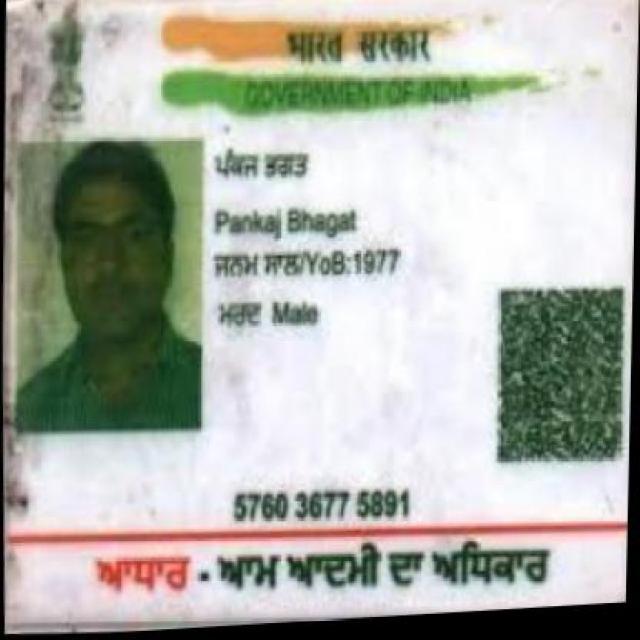 भारत सरकार
GOVERNMENT OF INDIA
ਪੰਕਜ ਭਗਤ
Pankaj Bhagat
ਜਨਮ ਸਾਲ/YoB:1977
ਮਰਦ Male
5760 3677 5891
ਆਧਾਰ - ਆਮ ਆਦਮੀ ਦਾ ਅਧਿਕਾਰ